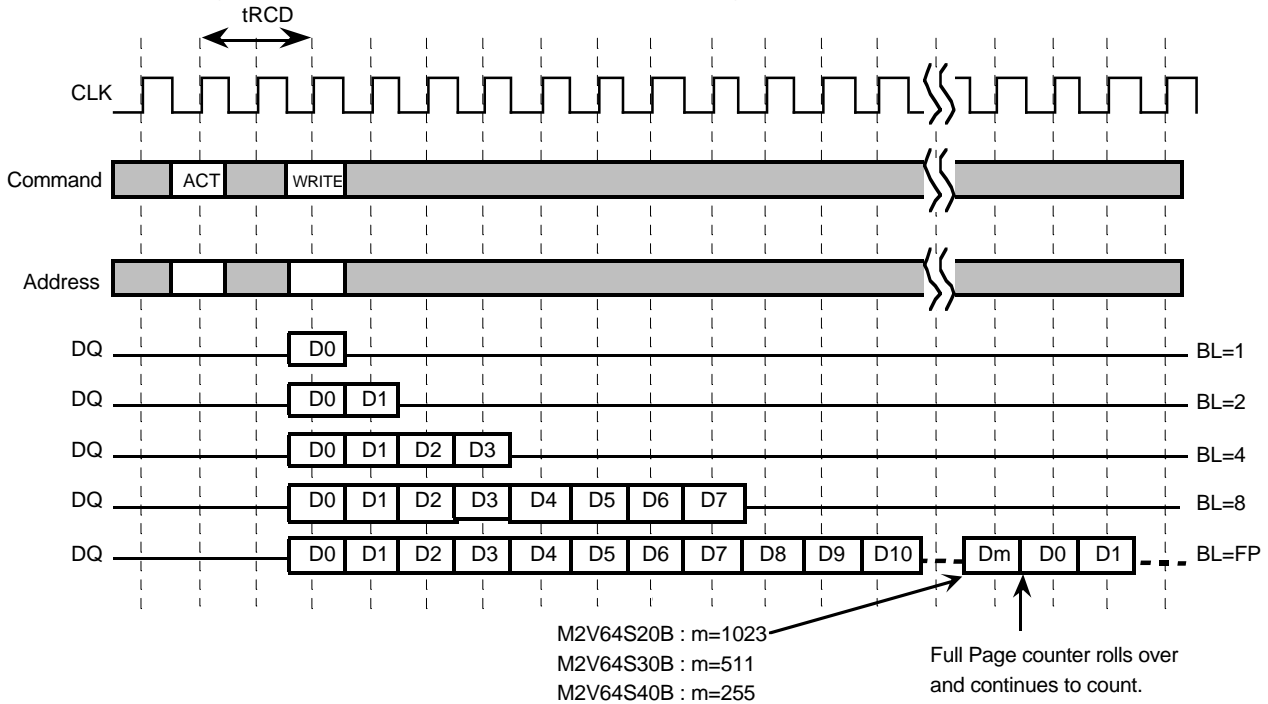 tRCD
CLK
Command ACT WRITE
Address
DQ D0 BL=1
DQ D0 D1 BL=2
DQ D0 D1 D2 D3 BL=4
DQ D0 D1 D2 D3 D4 D5 D6 D7 BL=8
DQ D0 D1 D2 D3 D4 D5 D6 D7 D8 D9 D10 Dm D0 D1 BL=FP
M2V64S20B : m=1023
M2V64S30B : m=511
M2V64S40B : m=255
Full Page counter rolls over
and continues to count.